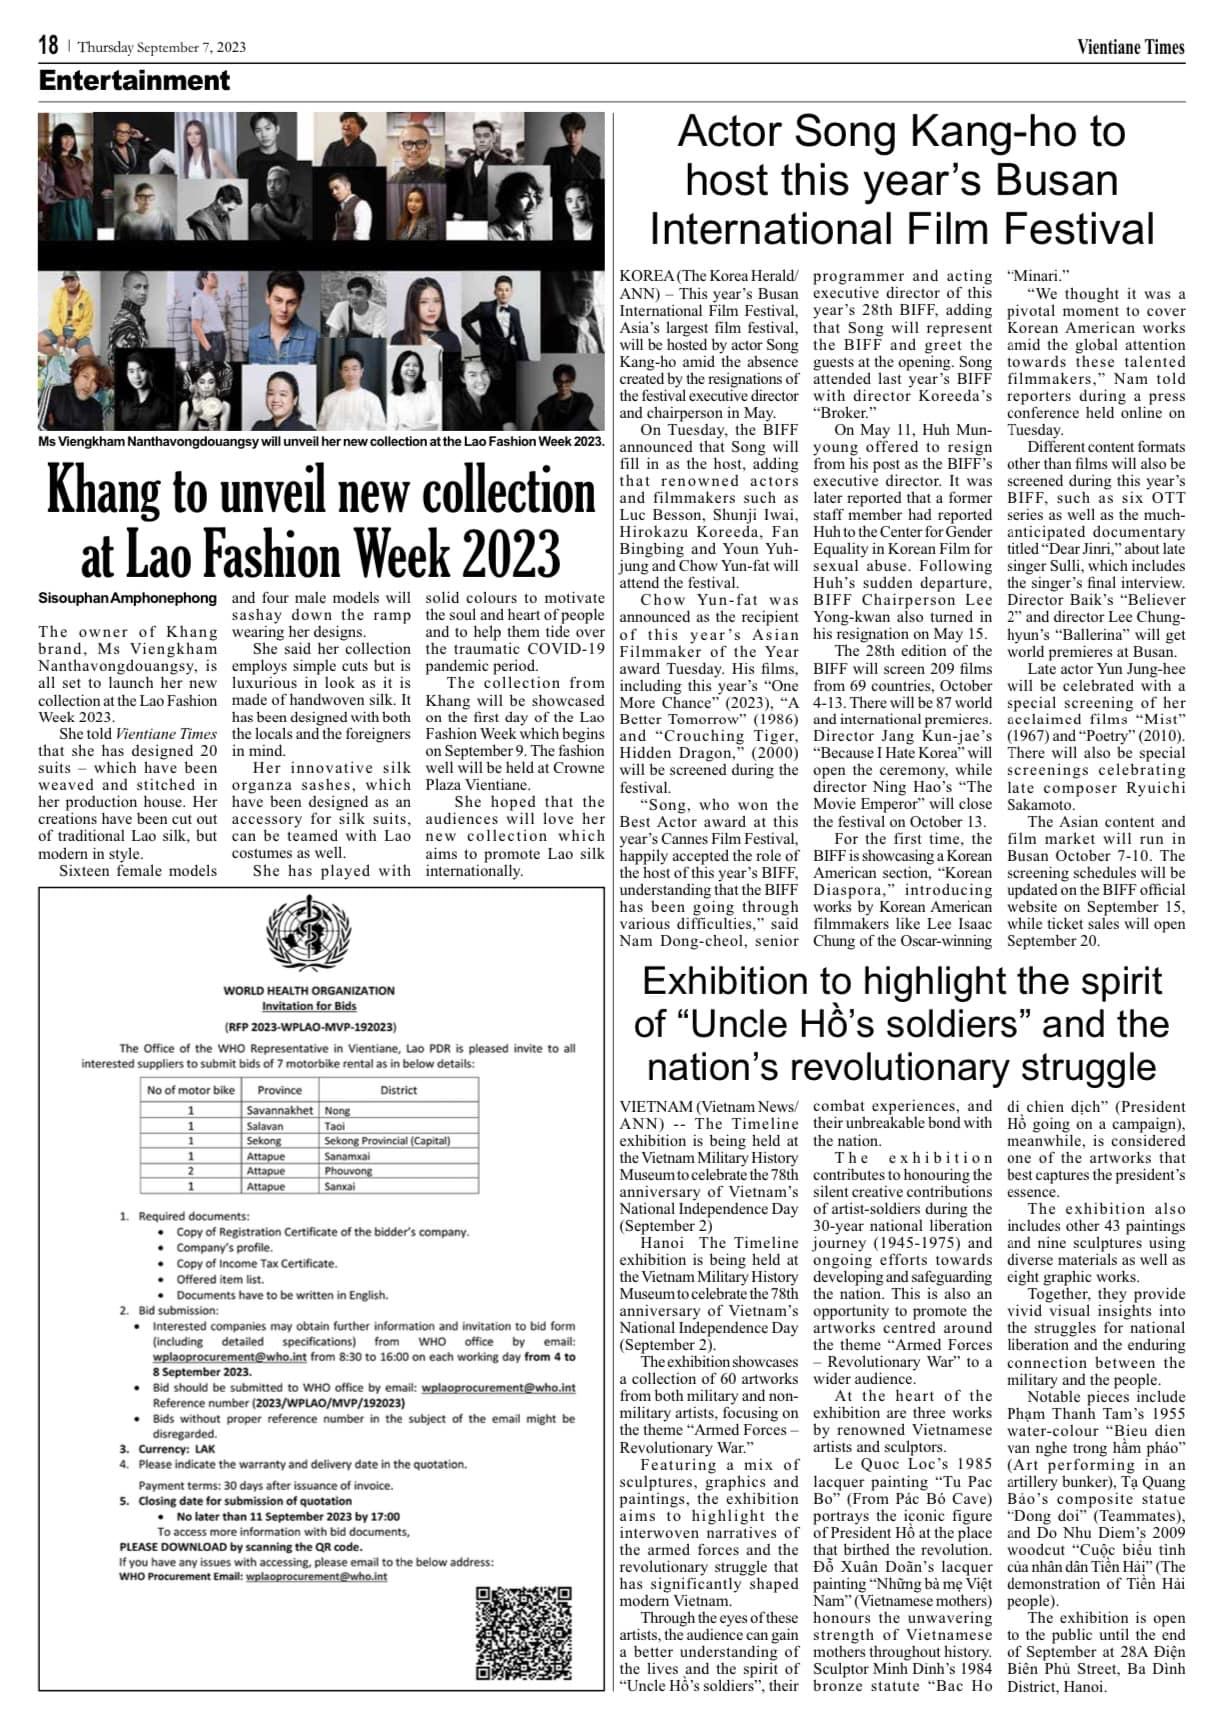 18 | Thursday September 7, 2023
Vientiane Times
Entertainment
Ms Viengkham Nanthavongdouangsy will unveil her new collection at the Lao Fashion Week 2023.
Khang to unveil new collection
at Lao Fashion Week 2023
Sisouphan Amphonephong
The owner of Khang
brand, Ms Viengkham
Nanthavongdouangsy, is
all set to launch her new
collection at the Lao Fashion
Week 2023.
She told Vientiane Times
that she has designed 20
suits – which have been
weaved and stitched in
her production house. Her
creations have been cut out
of traditional Lao silk, but
modern in style.
Sixteen female models
and four male models will
sashay down the ramp
wearing her designs.
She said her collection
employs simple cuts but is
luxurious in look as it is
made of handwoven silk. It
has been designed with both
the locals and the foreigners
in mind.
Her innovative silk
organza sashes, which
have been designed as an
accessory for silk suits,
can be teamed with Lao
costumes as well.
She has played with
solid colours to motivate
the soul and heart of people
and to help them tide over
the traumatic COVID-19
pandemic period.
The collection from
Khang will be showcased
on the first day of the Lao
Fashion Week which begins
on September 9. The fashion
well will be held at Crowne
Plaza Vientiane.
She hoped that the
audiences will love her
new collection which
aims to promote Lao silk
internationally.
WORLD HEALTH ORGANIZATION
Invitation for Bids
(RFP 2023-WPLAO-MVP-192023)
The Office of the WHO Representative in Vientiane, Lao PDR is pleased invite to all
interested suppliers to submit bids of 7 motorbike rental as in below details:
No of motor bike Province District
1 Savannakhet Nong
1 Salavan Taoi
1 Sekong Sekong Provincial (Capital)
1 Attapue Sanamxai
2 Attapue Phouvong
1 Attapue Sanxai
1. Required documents:
• Copy of Registration Certificate of the bidder's company.
• Company's profile.
• Copy of Income Tax Certificate.
• Offered item list.
• Documents have to be written in English.
2. Bid submission:
• Interested companies may obtain further information and invitation to bid form
(including detailed specifications) from WHO office by email:
wplaoprocurement@who.int from 8:30 to 16:00 on each working day from 4 to
8 September 2023.
• Bid should be submitted to WHO office by email: wplaoprocurement@who.int
Reference number (2023/WPLAO/MVP/192023)
• Bids without proper reference number in the subject of the email might be
disregarded.
3. Currency: LAK
4. Please indicate the warranty and delivery date in the quotation.
Payment terms: 30 days after issuance of invoice.
5. Closing date for submission of quotation
• No later than 11 September 2023 by 17:00
To access more information with bid documents,
PLEASE DOWNLOAD by scanning the QR code.
If you have any issues with accessing, please email to the below address:
WHO Procurement Email: wplaoprocurement@who.int
Actor Song Kang-ho to
host this year's Busan
International Film Festival
KOREA (The Korea Herald/
ANN) – This year's Busan
International Film Festival,
Asia's largest film festival,
will be hosted by actor Song
Kang-ho amid the absence
created by the resignations of
the festival executive director
and chairperson in May.
On Tuesday, the BIFF
announced that Song will
fill in as the host, adding
that renowned actors
and filmmakers such as
Luc Besson, Shunji Iwai,
Hirokazu Koreeda, Fan
Bingbing and Youn Yuh-
jung and Chow Yun-fat will
attend the festival.
Chow Yun-fat was
announced as the recipient
of this year's Asian
Filmmaker of the Year
award Tuesday. His films,
including this year's "One
More Chance" (2023), "A
Better Tomorrow" (1986)
and "Crouching Tiger,
Hidden Dragon," (2000)
will be screened during the
festival.
"Song, who won the
Best Actor award at this
year's Cannes Film Festival,
happily accepted the role of
the host of this year's BIFF,
understanding that the BIFF
has been going through
various difficulties," said
Nam Dong-cheol, senior
programmer and acting
executive director of this
year's 28th BIFF, adding
that Song will represent
the BIFF and greet the
guests at the opening. Song
attended last year's BIFF
with director Koreeda's
"Broker."
On May 11, Huh Mun-
young offered to resign
from his post as the BIFF's
executive director. It was
later reported that a former
staff member had reported
Huh to the Center for Gender
Equality in Korean Film for
sexual abuse. Following
Huh's sudden departure,
BIFF Chairperson Lee
Yong-kwan also turned in
his resignation on May 15.
The 28th edition of the
BIFF will screen 209 films
from 69 countries, October
4-13. There will be 87 world
and international premieres.
Director Jang Kun-jae's
"Because I Hate Korea" will
open the ceremony, while
director Ning Hao's "The
Movie Emperor" will close
the festival on October 13.
For the first time, the
BIFF is showcasing a Korean
American section, "Korean
Diaspora," introducing
works by Korean American
filmmakers like Lee Isaac
Chung of the Oscar-winning
"Minari."
"We thought it was a
pivotal moment to cover
Korean American works
amid the global attention
towards these talented
filmmakers," Nam told
reporters during a press
conference held online on
Tuesday.
Different content formats
other than films will also be
screened during this year's
BIFF, such as six OTT
series as well as the much-
anticipated documentary
titled "Dear Jinri," about late
singer Sulli, which includes
the singer's final interview.
Director Baik's "Believer
2" and director Lee Chung-
hyun's "Ballerina" will get
world premieres at Busan.
Late actor Yun Jung-hee
will be celebrated with a
special screening of her
acclaimed films "Mist"
(1967) and "Poetry" (2010).
There will also be special
screenings celebrating
late composer Ryuichi
Sakamoto.
The Asian content and
film market will run in
Busan October 7-10. The
screening schedules will be
updated on the BIFF official
website on September 15,
while ticket sales will open
September 20.
Exhibition to highlight the spirit
of "Uncle Hồ's soldiers" and the
nation's revolutionary struggle
VIETNAM (Vietnam News/
ANN) -- The Timeline
exhibition is being held at
the Vietnam Military History
Museum to celebrate the 78th
anniversary of Vietnam's
National Independence Day
(September 2)
Hanoi The Timeline
exhibition is being held at
the Vietnam Military History
Museum to celebrate the 78th
anniversary of Vietnam's
National Independence Day
(September 2).
The exhibition showcases
a collection of 60 artworks
from both military and non-
military artists, focusing on
the theme "Armed Forces –
Revolutionary War."
Featuring a mix of
sculptures, graphics and
paintings, the exhibition
aims to highlight the
interwoven narratives of
the armed forces and the
revolutionary struggle that
has significantly shaped
modern Vietnam.
Through the eyes of these
artists, the audience can gain
a better understanding of
the lives and the spirit of
"Uncle Hồ's soldiers", their
combat experiences, and
their unbreakable bond with
the nation.
The exhibition
contributes to honouring the
silent creative contributions
of artist-soldiers during the
30-year national liberation
journey (1945-1975) and
ongoing efforts towards
developing and safeguarding
the nation. This is also an
opportunity to promote the
artworks centred around
the theme "Armed Forces
– Revolutionary War" to a
wider audience.
At the heart of the
exhibition are three works
by renowned Vietnamese
artists and sculptors.
Le Quoc Loc's 1985
lacquer painting "Tu Pac
Bo" (From Pác Bó Cave)
portrays the iconic figure
of President Hồ at the place
that birthed the revolution.
Đỗ Xuân Doãn's lacquer
painting "Những bà mẹ Việt
Nam" (Vietnamese mothers)
honours the unwavering
strength of Vietnamese
mothers throughout history.
Sculptor Minh Dinh's 1984
bronze statute "Bac Ho
di chien dịch" (President
Hồ going on a campaign),
meanwhile, is considered
one of the artworks that
best captures the president's
essence.
The exhibition also
includes other 43 paintings
and nine sculptures using
diverse materials as well as
eight graphic works.
Together, they provide
vivid visual insights into
the struggles for national
liberation and the enduring
connection between the
military and the people.
Notable pieces include
Phạm Thanh Tam's 1955
water-colour "Bieu dien
van nghe trong hầm pháo"
(Art performing in an
artillery bunker), Tạ Quang
Bảo's composite statue
"Dong doi" (Teammates),
and Do Nhu Diem's 2009
woodcut "Cuộc biểu tình
của nhân dân Tiền Hải" (The
demonstration of Tiền Hải
people).
The exhibition is open
to the public until the end
of September at 28A Điện
Biên Phủ Street, Ba Dình
District, Hanoi.